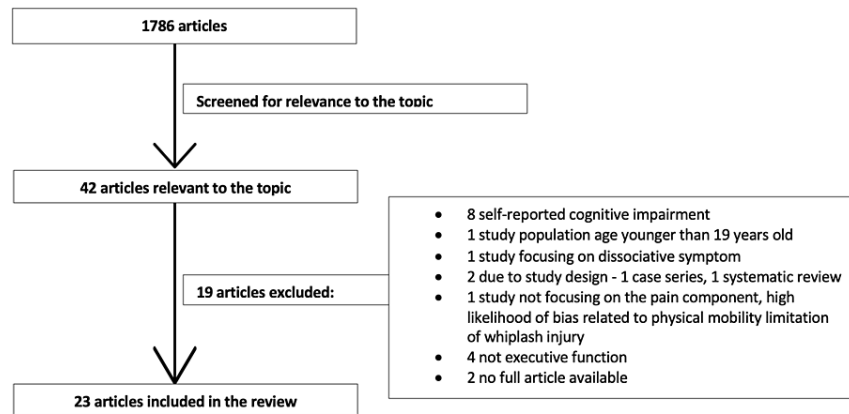 1786 articles
Screened for relevance to the topic
42 articles relevant to the topic
19 articles excluded:
• 8 self-reported cognitive impairment
• 1 study population age younger than 19 years old
• 1 study focusing on dissociative symptom
• 2 due to study design - 1 case series, 1 systematic review
• 1 study not focusing on the pain component, high
likelihood of bias related to physical mobility limitation
of whiplash injury
• 4 not executive function
• 2 no full article available
23 articles included in the review